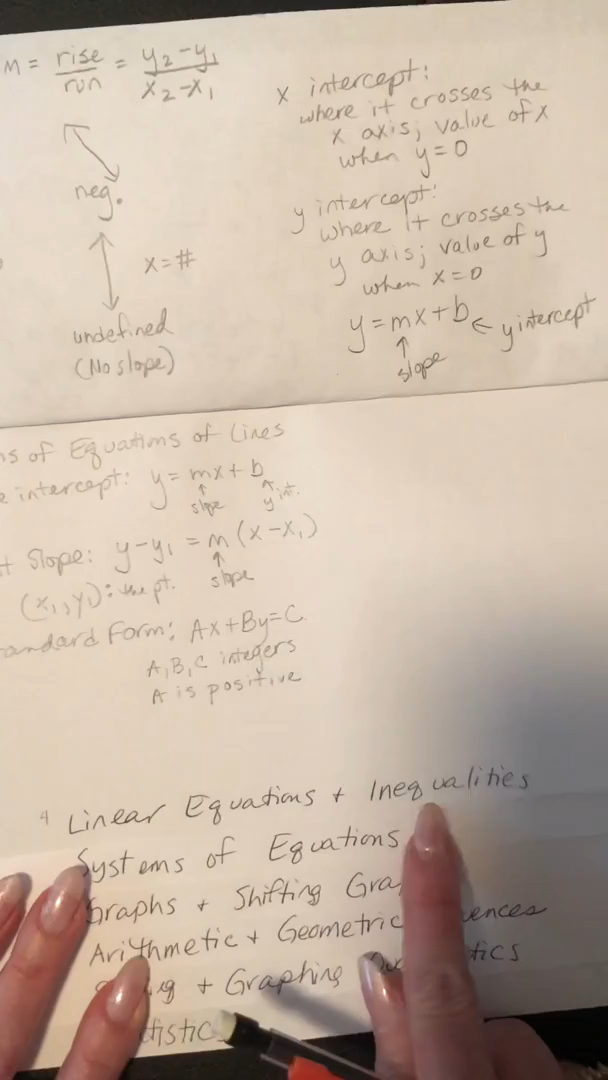 M = rise/run = y₂-y₁/x₂-x₁
neg.
x = #
undefined
(No slope)
x intercept:
where it crosses the
x axis; value of x
when y=0
y intercept:
where it crosses the
y axis; value of y
when x=0
y = mx+b ← y intercept
↑
slope
of Equations of Lines
intercept: y = mx + b
↑ ↑
slope y int.
Slope: y-y₁ = m (x-x₁)
↑
(x₁,y₁): the pt. slope
Form: Ax+By=C
A, B, C integers
A is positive
4 Linear Equations + Inequalities
Systems of Equations
Graphs + Shifting
Arithmetic + Geometric
+ Graphing